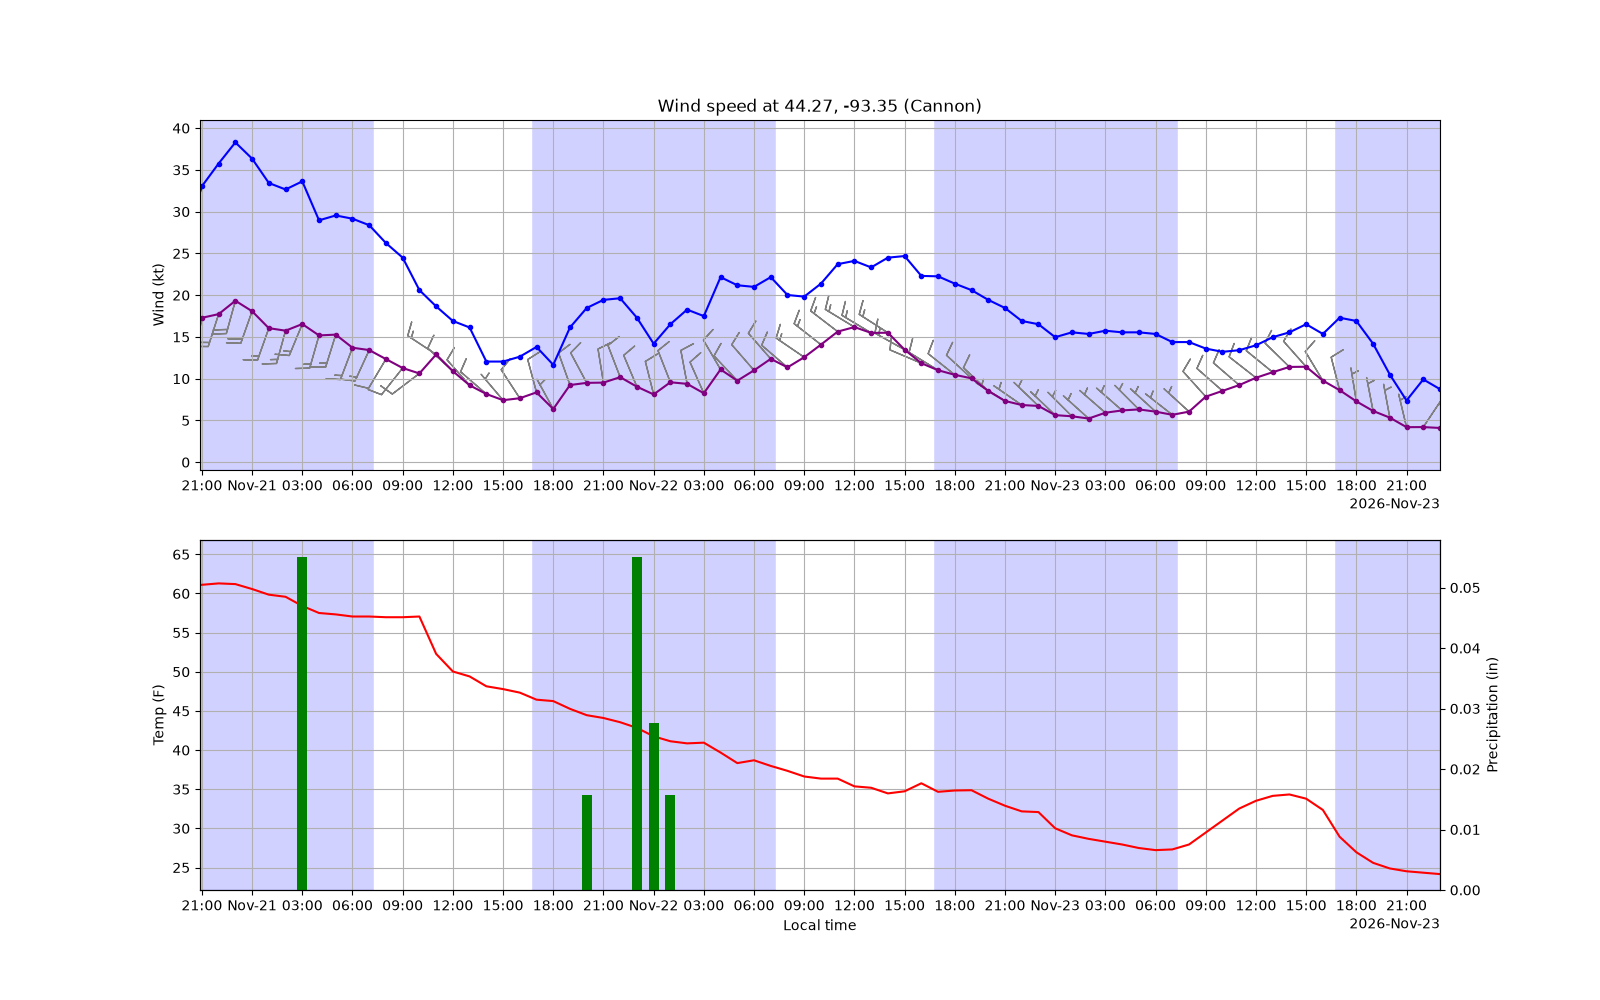 Wind speed at 44.27, -93.35 (Cannon)
Wind (kt)
40
35
30
25
20
15
10
5
0
21:00 Nov-21 03:00 06:00 09:00 12:00 15:00 18:00 21:00 Nov-22 03:00 06:00 09:00 12:00 15:00 18:00 21:00 Nov-23 03:00 06:00 09:00 12:00 15:00 18:00 21:00
2026-Nov-23
Temp (F)
65
60
55
50
45
40
35
30
25
0.05
0.04
0.03
0.02
0.01
0.00
Precipitation (in)
21:00 Nov-21 03:00 06:00 09:00 12:00 15:00 18:00 21:00 Nov-22 03:00 06:00 09:00 12:00 15:00 18:00 21:00 Nov-23 03:00 06:00 09:00 12:00 15:00 18:00 21:00
Local time
2026-Nov-23